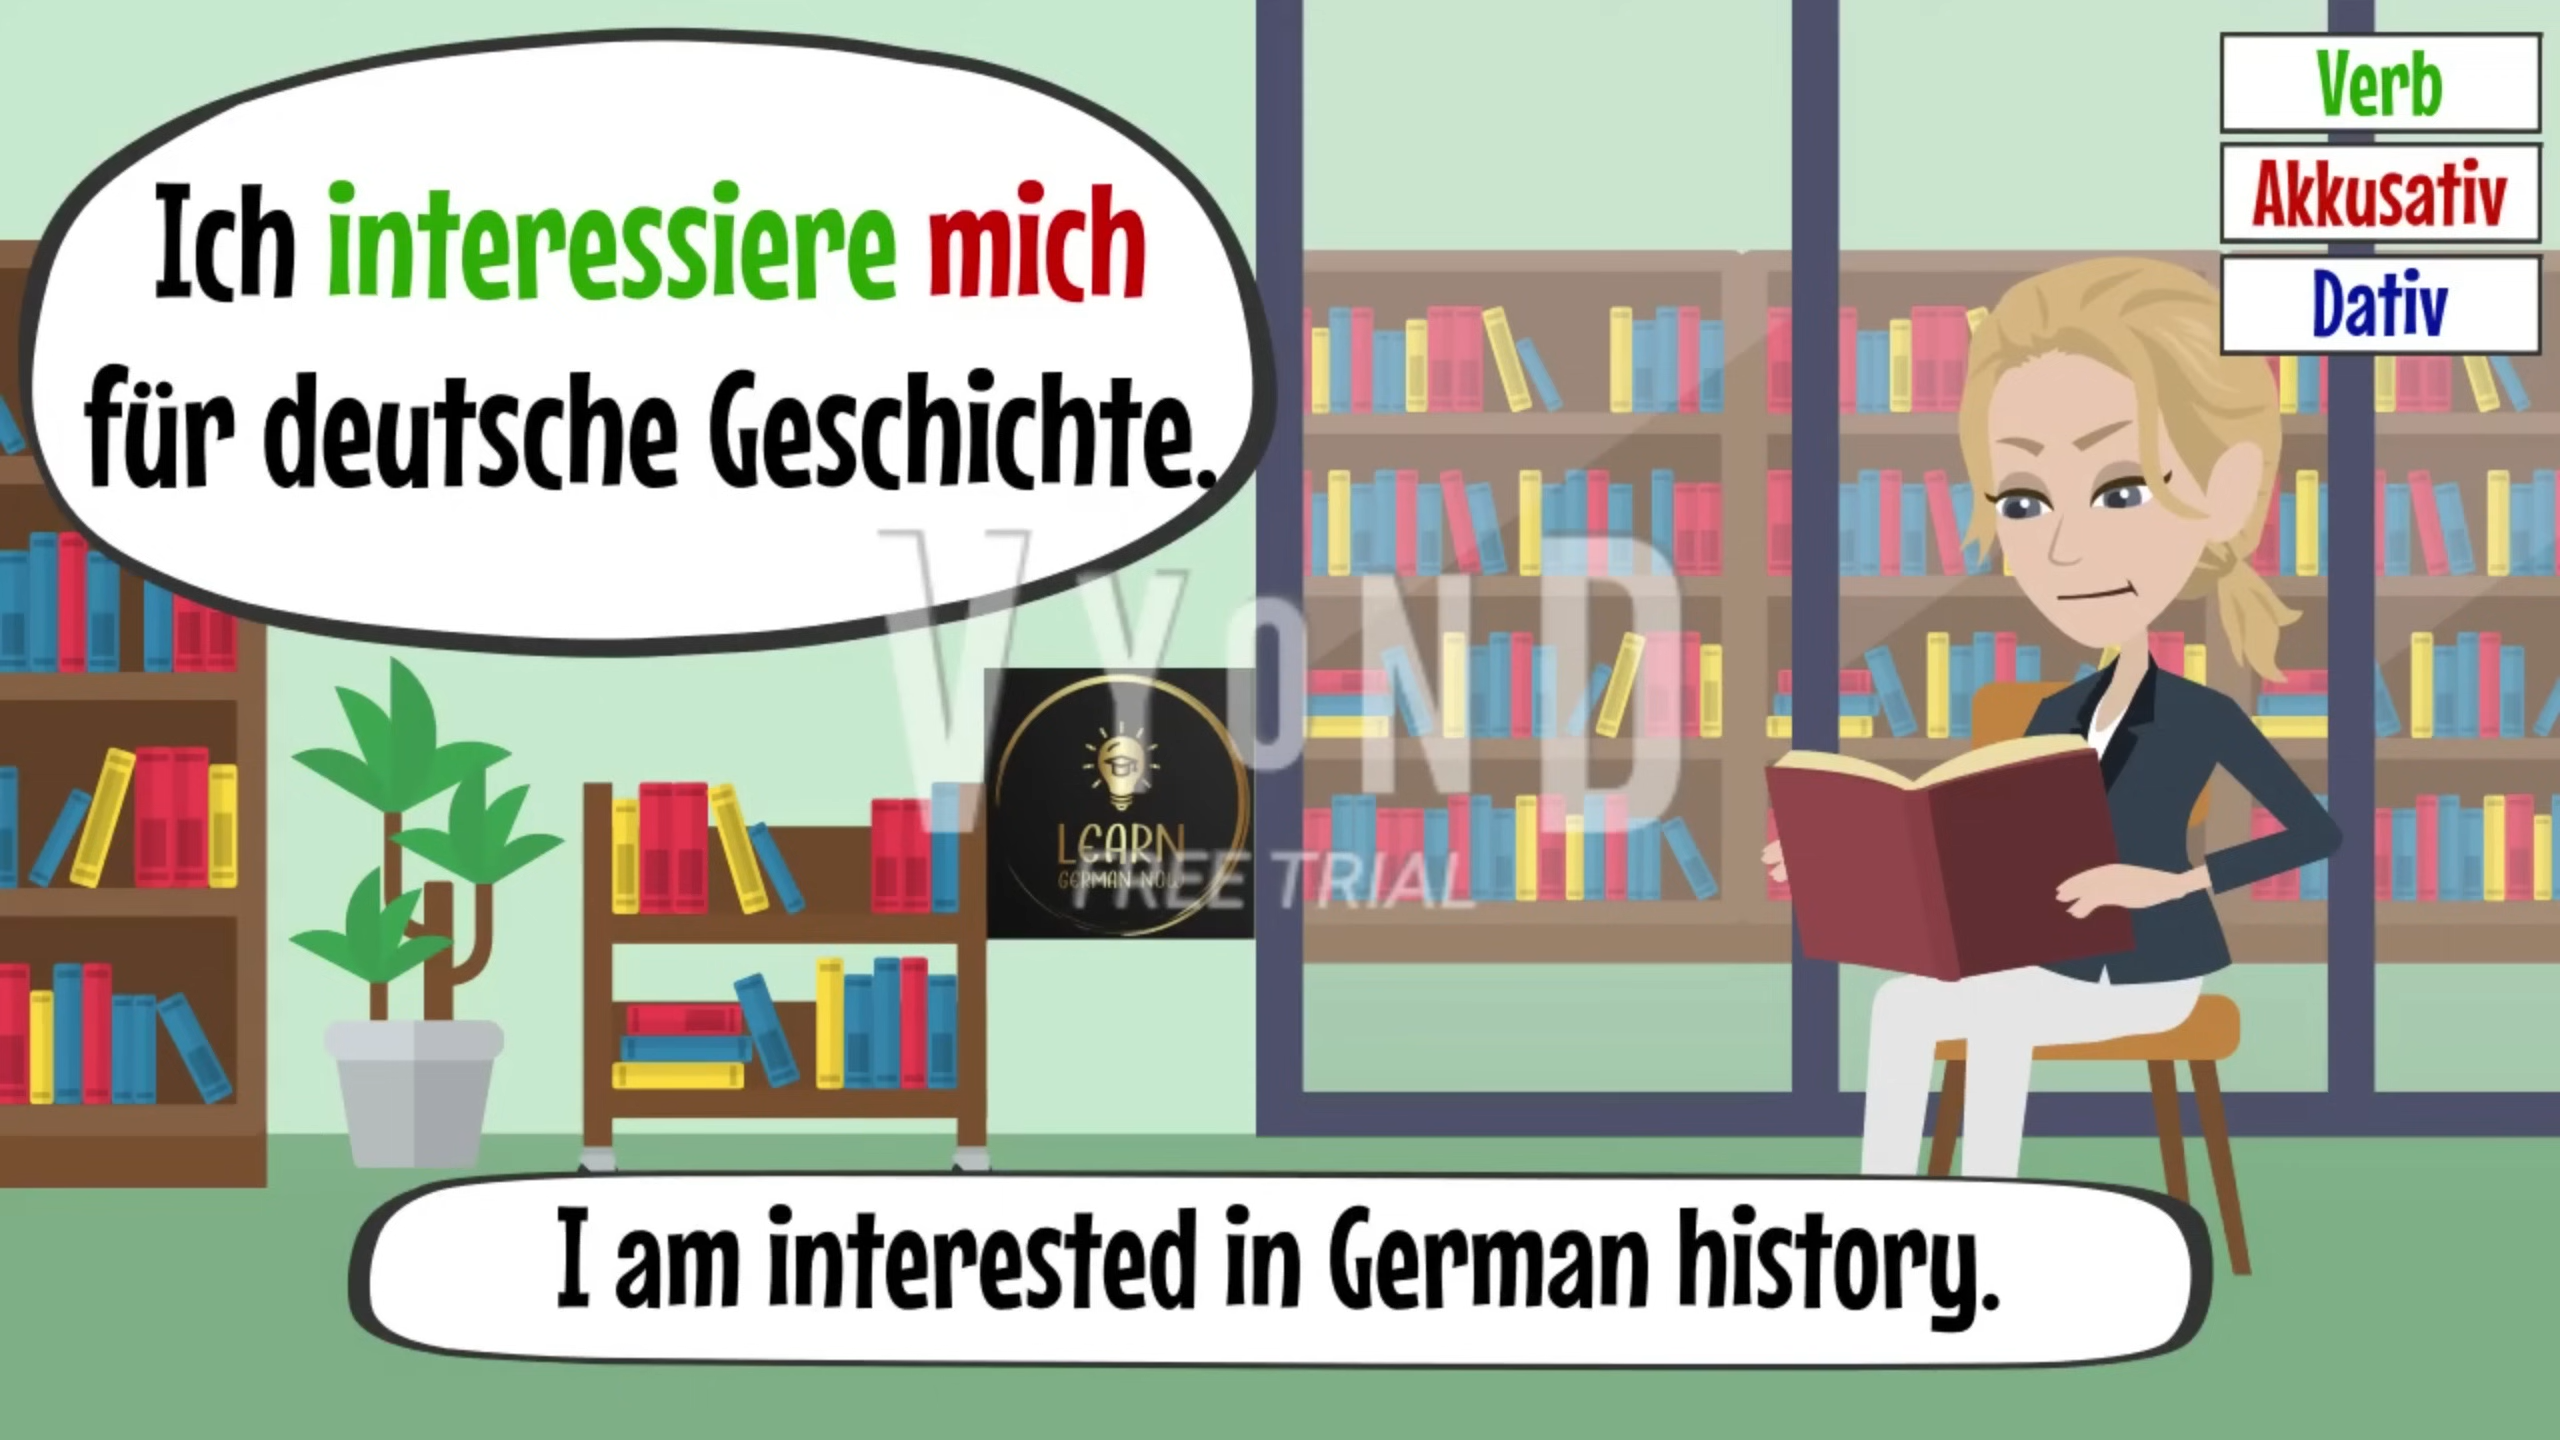 Ich interessiere mich
für deutsche Geschichte.
Verb
Akkusativ
Dativ
VYOND
FREE TRIAL
LEARN
GERMAN NOW
I am interested in German history.